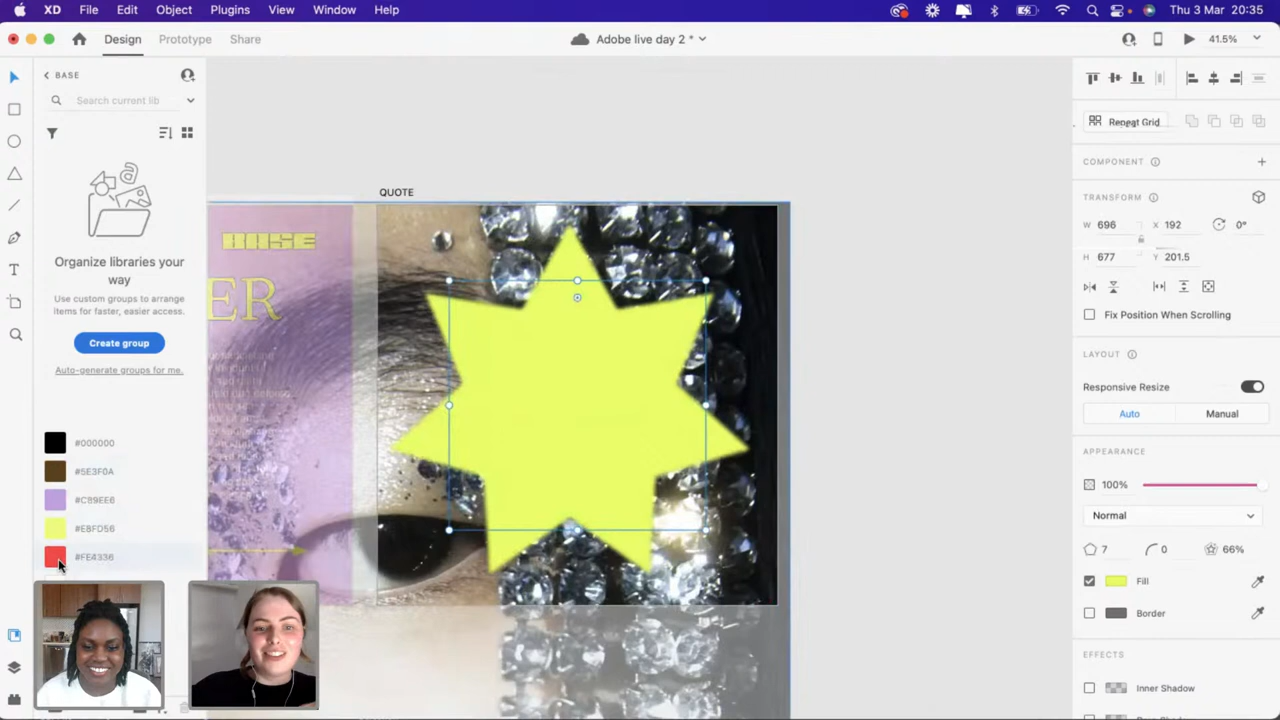 XD File Edit Object Plugins View Window Help Thu 3 Mar 20:35
Design Prototype Share Adobe live day 2 * 41.5%
BASE
Search current lib
Organize libraries your
way
Use custom groups to arrange
items for faster, easier access.
Create group
Auto-generate groups for me.
#000000
#5E3F0A
#E8FD56
#FE4336
QUOTE
BASE
ER
Repeat Grid
COMPONENT
TRANSFORM
W 696 X 192 0°
H 677 Y 201.5
Fix Position When Scrolling
LAYOUT
Responsive Resize
Auto Manual
APPEARANCE
100%
Normal
7 0 66%
Fill
Border
EFFECTS
Inner Shadow